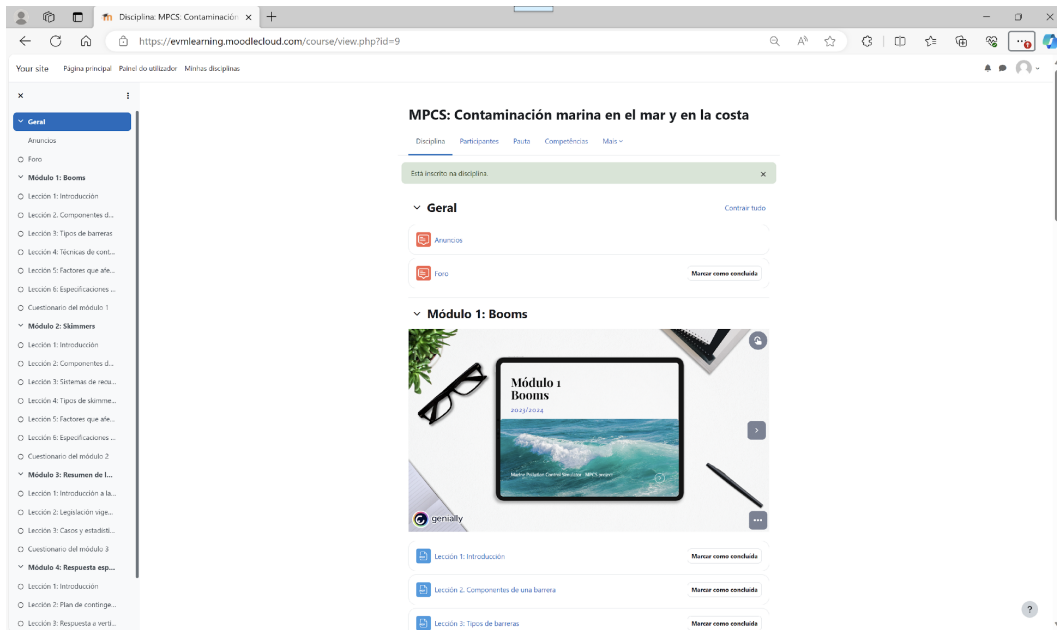 Disciplina: MPCS: Contaminación
https://evmlearning.moodlecloud.com/course/view.php?id=9
Your site Página principal Painel do utilizador Minhas disciplinas
Geral
Anuncios
Foro
Módulo 1: Booms
Lección 1: Introducción
Lección 2. Componentes d...
Lección 3: Tipos de barreras
Lección 4: Técnicas de cont...
Lección 5: Factores que afe...
Lección 6: Especificaciones ...
Cuestionario del módulo 1
Módulo 2: Skimmers
Lección 1: Introducción
Lección 2: Componentes d...
Lección 3: Sistemas de recu...
Lección 4: Tipos de skimme...
Lección 5: Factores que afe...
Lección 6: Especificaciones ...
Cuestionario del módulo 2
Módulo 3: Resumen de l...
Lección 1: Introducción a la...
Lección 2: Legislación vige...
Lección 3: Casos y estadísti...
Cuestionario del módulo 3
Módulo 4: Respuesta esp...
Lección 1: Introducción
Lección 2: Plan de continge...
Lección 3: Respuesta a verti...
MPCS: Contaminación marina en el mar y en la costa
Disciplina Participantes Pauta Competências Mais
Está inscrito na disciplina.
Geral Contrair tudo
Anuncios
Foro Marcar como concluída
Módulo 1: Booms
Módulo 1
Booms
2023/2024
Marine Pollution Control Simulator - MPCS project
genially
Lección 1: Introducción Marcar como concluída
Lección 2. Componentes de una barrera Marcar como concluída
Lección 3: Tipos de barreras Marcar como concluída
?